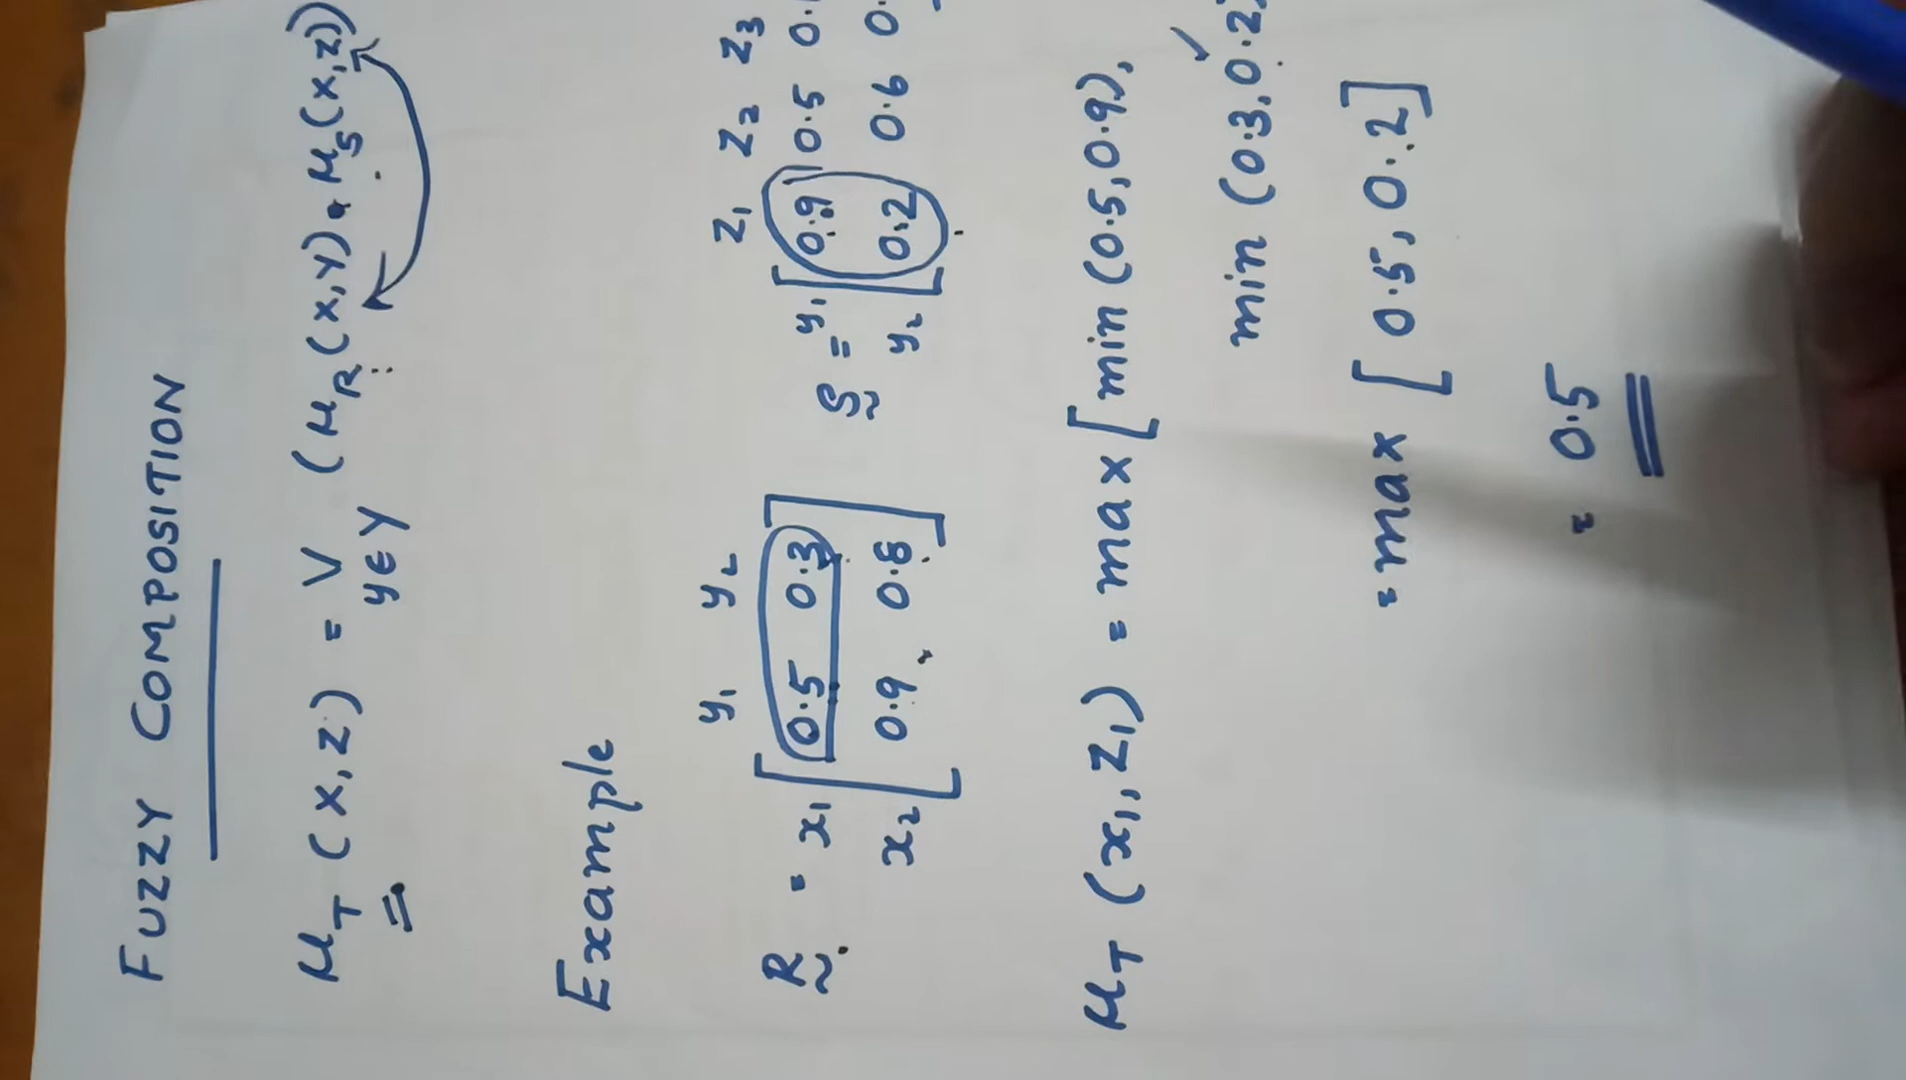 FUZZY COMPOSITION
μT (x,z) = V (μR (x,y) • μS (x,z))
y∈Y
Example
y1 y2 z1 z2 z3
R = x1 [0.5 0.3] S = y1 [0.9 0.5 0.
x2 [0.9 0.8] y2 [0.2 0.6 0.
μT (x1, z1) = max [min (0.5, 0.9),
min (0.3, 0.2)
= max [0.5, 0.2]
= 0.5